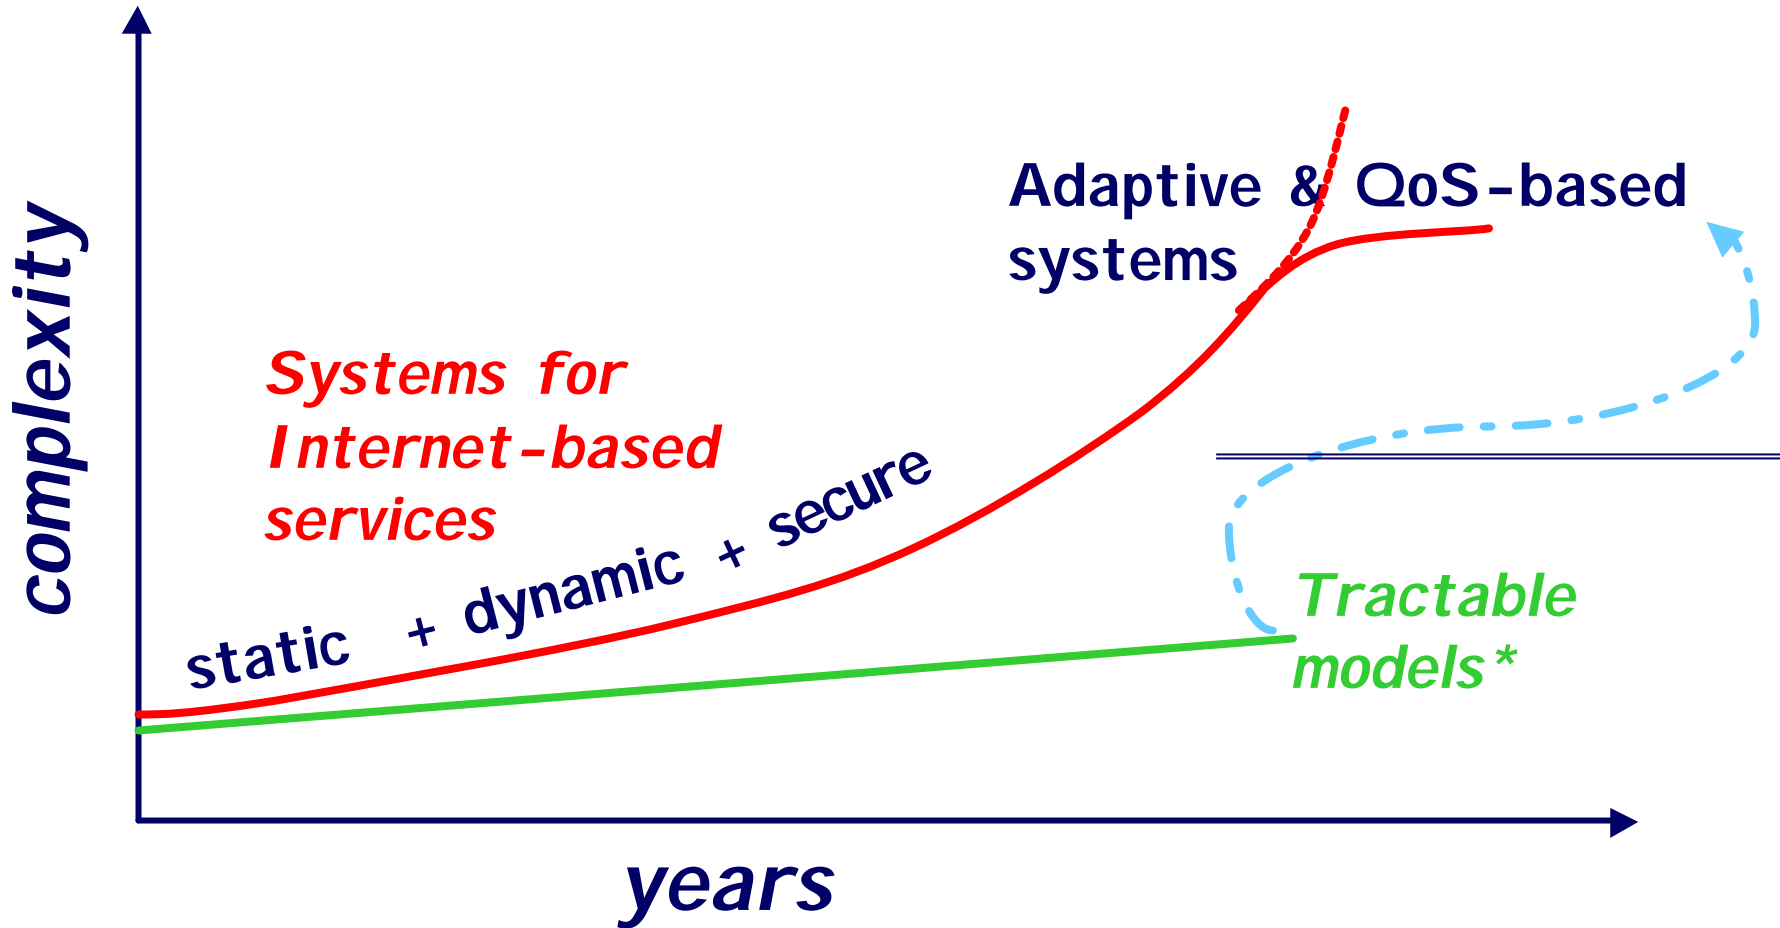 complexity
Adaptive & QoS-based
systems
Systems for
Internet-based
services
static + dynamic + secure
Tractable
models*
years